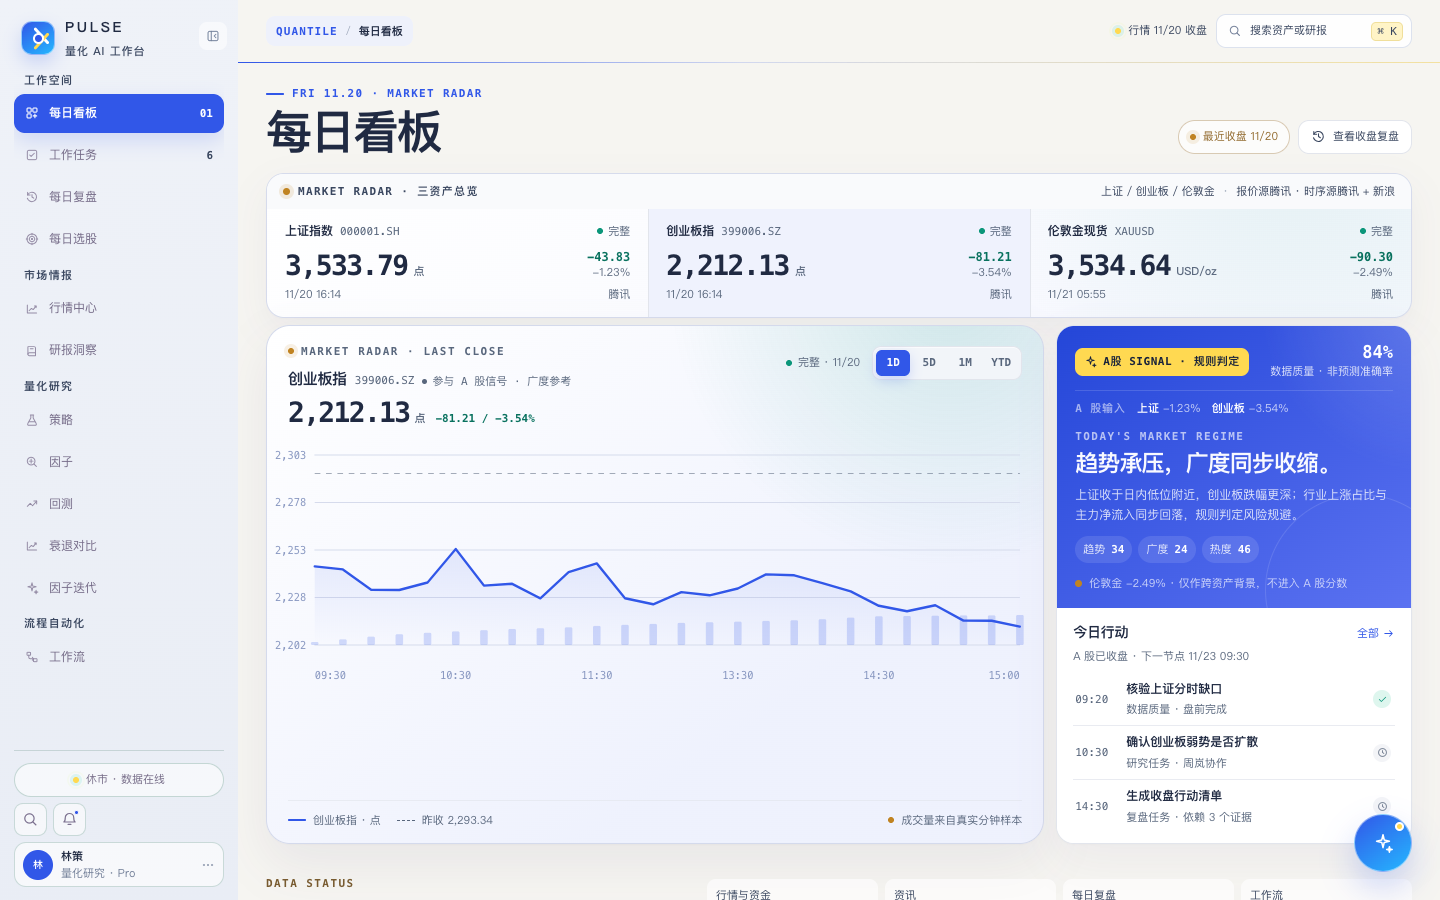 PULSE
量化 AI 工作台
工作空间
每日看板 01
工作任务 6
每日复盘
每日选股
市场情报
行情中心
研报洞察
量化研究
策略
因子
回测
衰退对比
因子迭代
流程自动化
工作流
休市 · 数据在线
林
林策
量化研究 · Pro
QUANTILE / 每日看板
行情 11/20 收盘
搜索资产或研报 ⌘ K
FRI 11.20 · MARKET RADAR
每日看板
最近收盘 11/20
查看收盘复盘
MARKET RADAR · 三资产总览
上证 / 创业板 / 伦敦金 · 报价源腾讯 · 时序源腾讯 + 新浪
上证指数 000001.SH 完整
3,533.79 点 −43.83
−1.23%
11/20 16:14 腾讯
创业板指 399006.SZ 完整
2,212.13 点 −81.21
−3.54%
11/20 16:14 腾讯
伦敦金现货 XAUUSD 完整
3,534.64 USD/oz −90.30
−2.49%
11/21 05:55 腾讯
MARKET RADAR · LAST CLOSE
创业板指 399006.SZ 参与 A 股信号 · 广度参考
2,212.13 点 −81.21 / −3.54%
完整 · 11/20
1D 5D 1M YTD
2,303
2,278
2,253
2,228
2,202
09:30 10:30 11:30 13:30 14:30 15:00
创业板指 · 点 昨收 2,293.34
成交量来自真实分钟样本
A股 SIGNAL · 规则判定
84%
数据质量 · 非预测准确率
A 股输入 上证 −1.23% 创业板 −3.54%
TODAY'S MARKET REGIME
趋势承压，广度同步收缩。
上证收于日内低位附近，创业板跌幅更深；行业上涨占比与
主力净流入同步回落，规则判定风险规避。
趋势 34 广度 24 热度 46
伦敦金 −2.49% · 仅作跨资产背景，不进入 A 股分数
今日行动 全部 →
A 股已收盘 · 下一节点 11/23 09:30
09:20 核验上证分时缺口
数据质量 · 盘前完成
10:30 确认创业板弱势是否扩散
研究任务 · 周岚协作
14:30 生成收盘行动清单
复盘任务 · 依赖 3 个证据
DATA STATUS
行情与资金
资讯
每日复盘
工作流